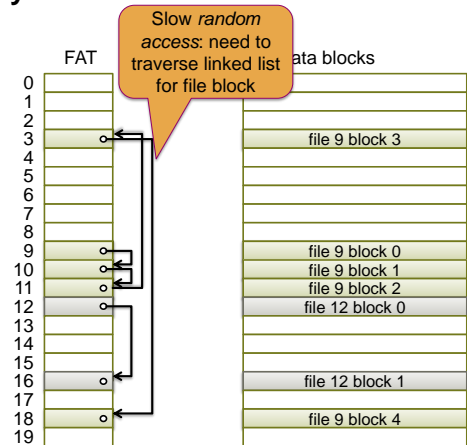 y
Slow random
access: need to
traverse linked list
for file block
FAT
ata blocks
0
1
2
3 file 9 block 3
4
5
6
7
8
9 file 9 block 0
10 file 9 block 1
11 file 9 block 2
12 file 12 block 0
13
14
15
16 file 12 block 1
17
18 file 9 block 4
19